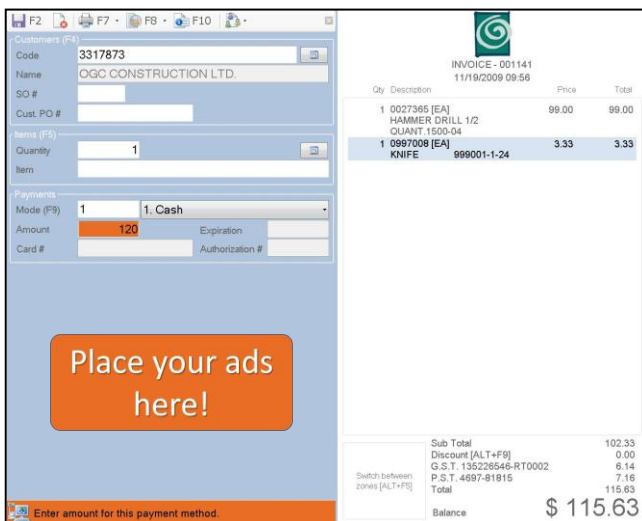 F2 F7 F8 F10
Customers (F4)
Code 3317873
Name OGC CONSTRUCTION LTD.
SO #
Cust. PO #
Items (F5)
Quantity 1
Item
Payments
Mode (F9) 1 1. Cash
Amount 120 Expiration
Card # Authorization #
Place your ads
here!
Enter amount for this payment method.
INVOICE - 001141
11/19/2009 09:56
Qty Description Price Total
1 0027365 [EA] 99.00 99.00
HAMMER DRILL 1/2
QUANT.1500-04
1 0997008 [EA] 3.33 3.33
KNIFE 999001-1-24
Switch between
zones [ALT+F5]
Sub Total 102.33
Discount [ALT+F9] 0.00
G.S.T. 135226546-RT0002 6.14
P.S.T. 4697-81815 7.16
Total 115.63
Balance $ 115.63